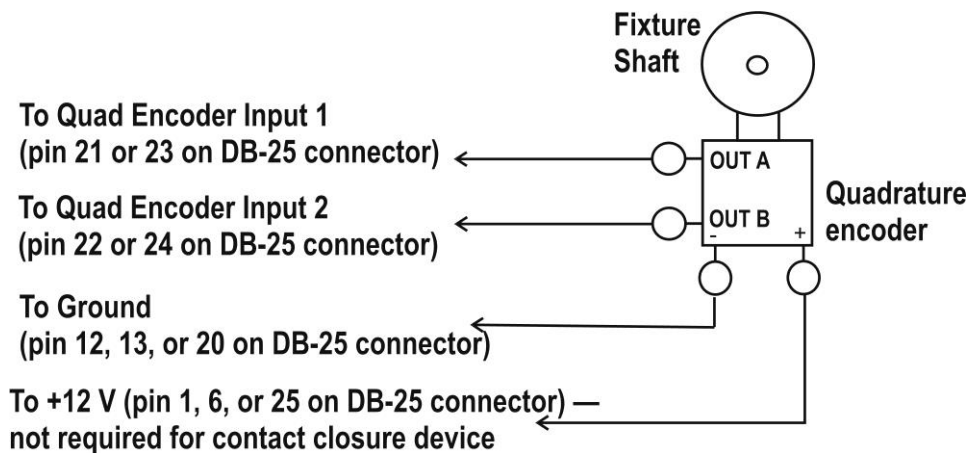 Fixture
Shaft
To Quad Encoder Input 1
(pin 21 or 23 on DB-25 connector)
OUT A
To Quad Encoder Input 2
(pin 22 or 24 on DB-25 connector)
OUT B
- +
Quadrature
encoder
To Ground
(pin 12, 13, or 20 on DB-25 connector)
To +12 V (pin 1, 6, or 25 on DB-25 connector) —
not required for contact closure device